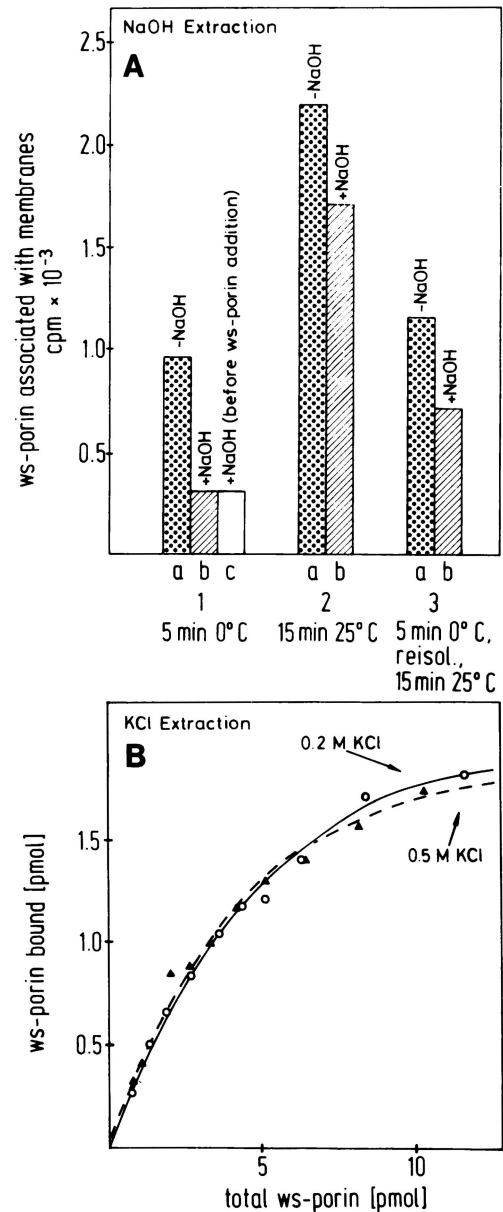 NaOH Extraction
A
ws-porin associated with membranes
cpm × 10⁻³
2.5
2.0
1.5
1.0
0.5
-NaOH
+NaOH
+NaOH (before ws-porin addition)
-NaOH
+NaOH
-NaOH
+NaOH
a b c a b a b
1 2 3
5 min 0°C 15 min 25°C 5 min 0°C,
reisol.,
15 min 25°C
KCl Extraction
B
0.2 M KCl
0.5 M KCl
ws-porin bound [pmol]
1.5
1.0
0.5
5 10
total ws-porin [pmol]